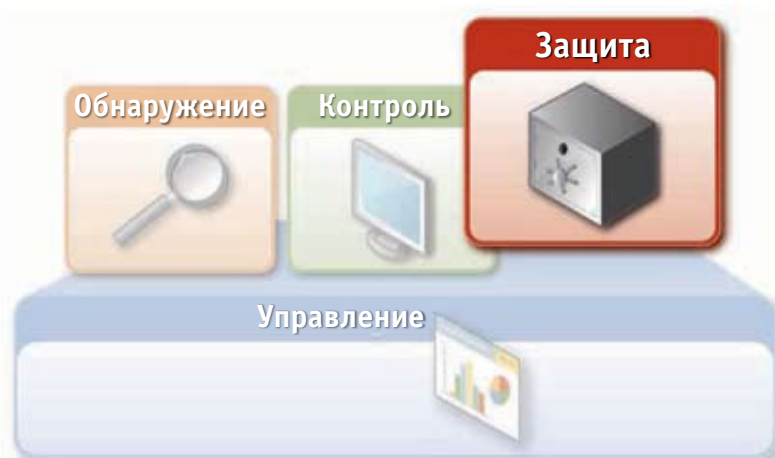 Защита
Обнаружение
Контроль
Управление